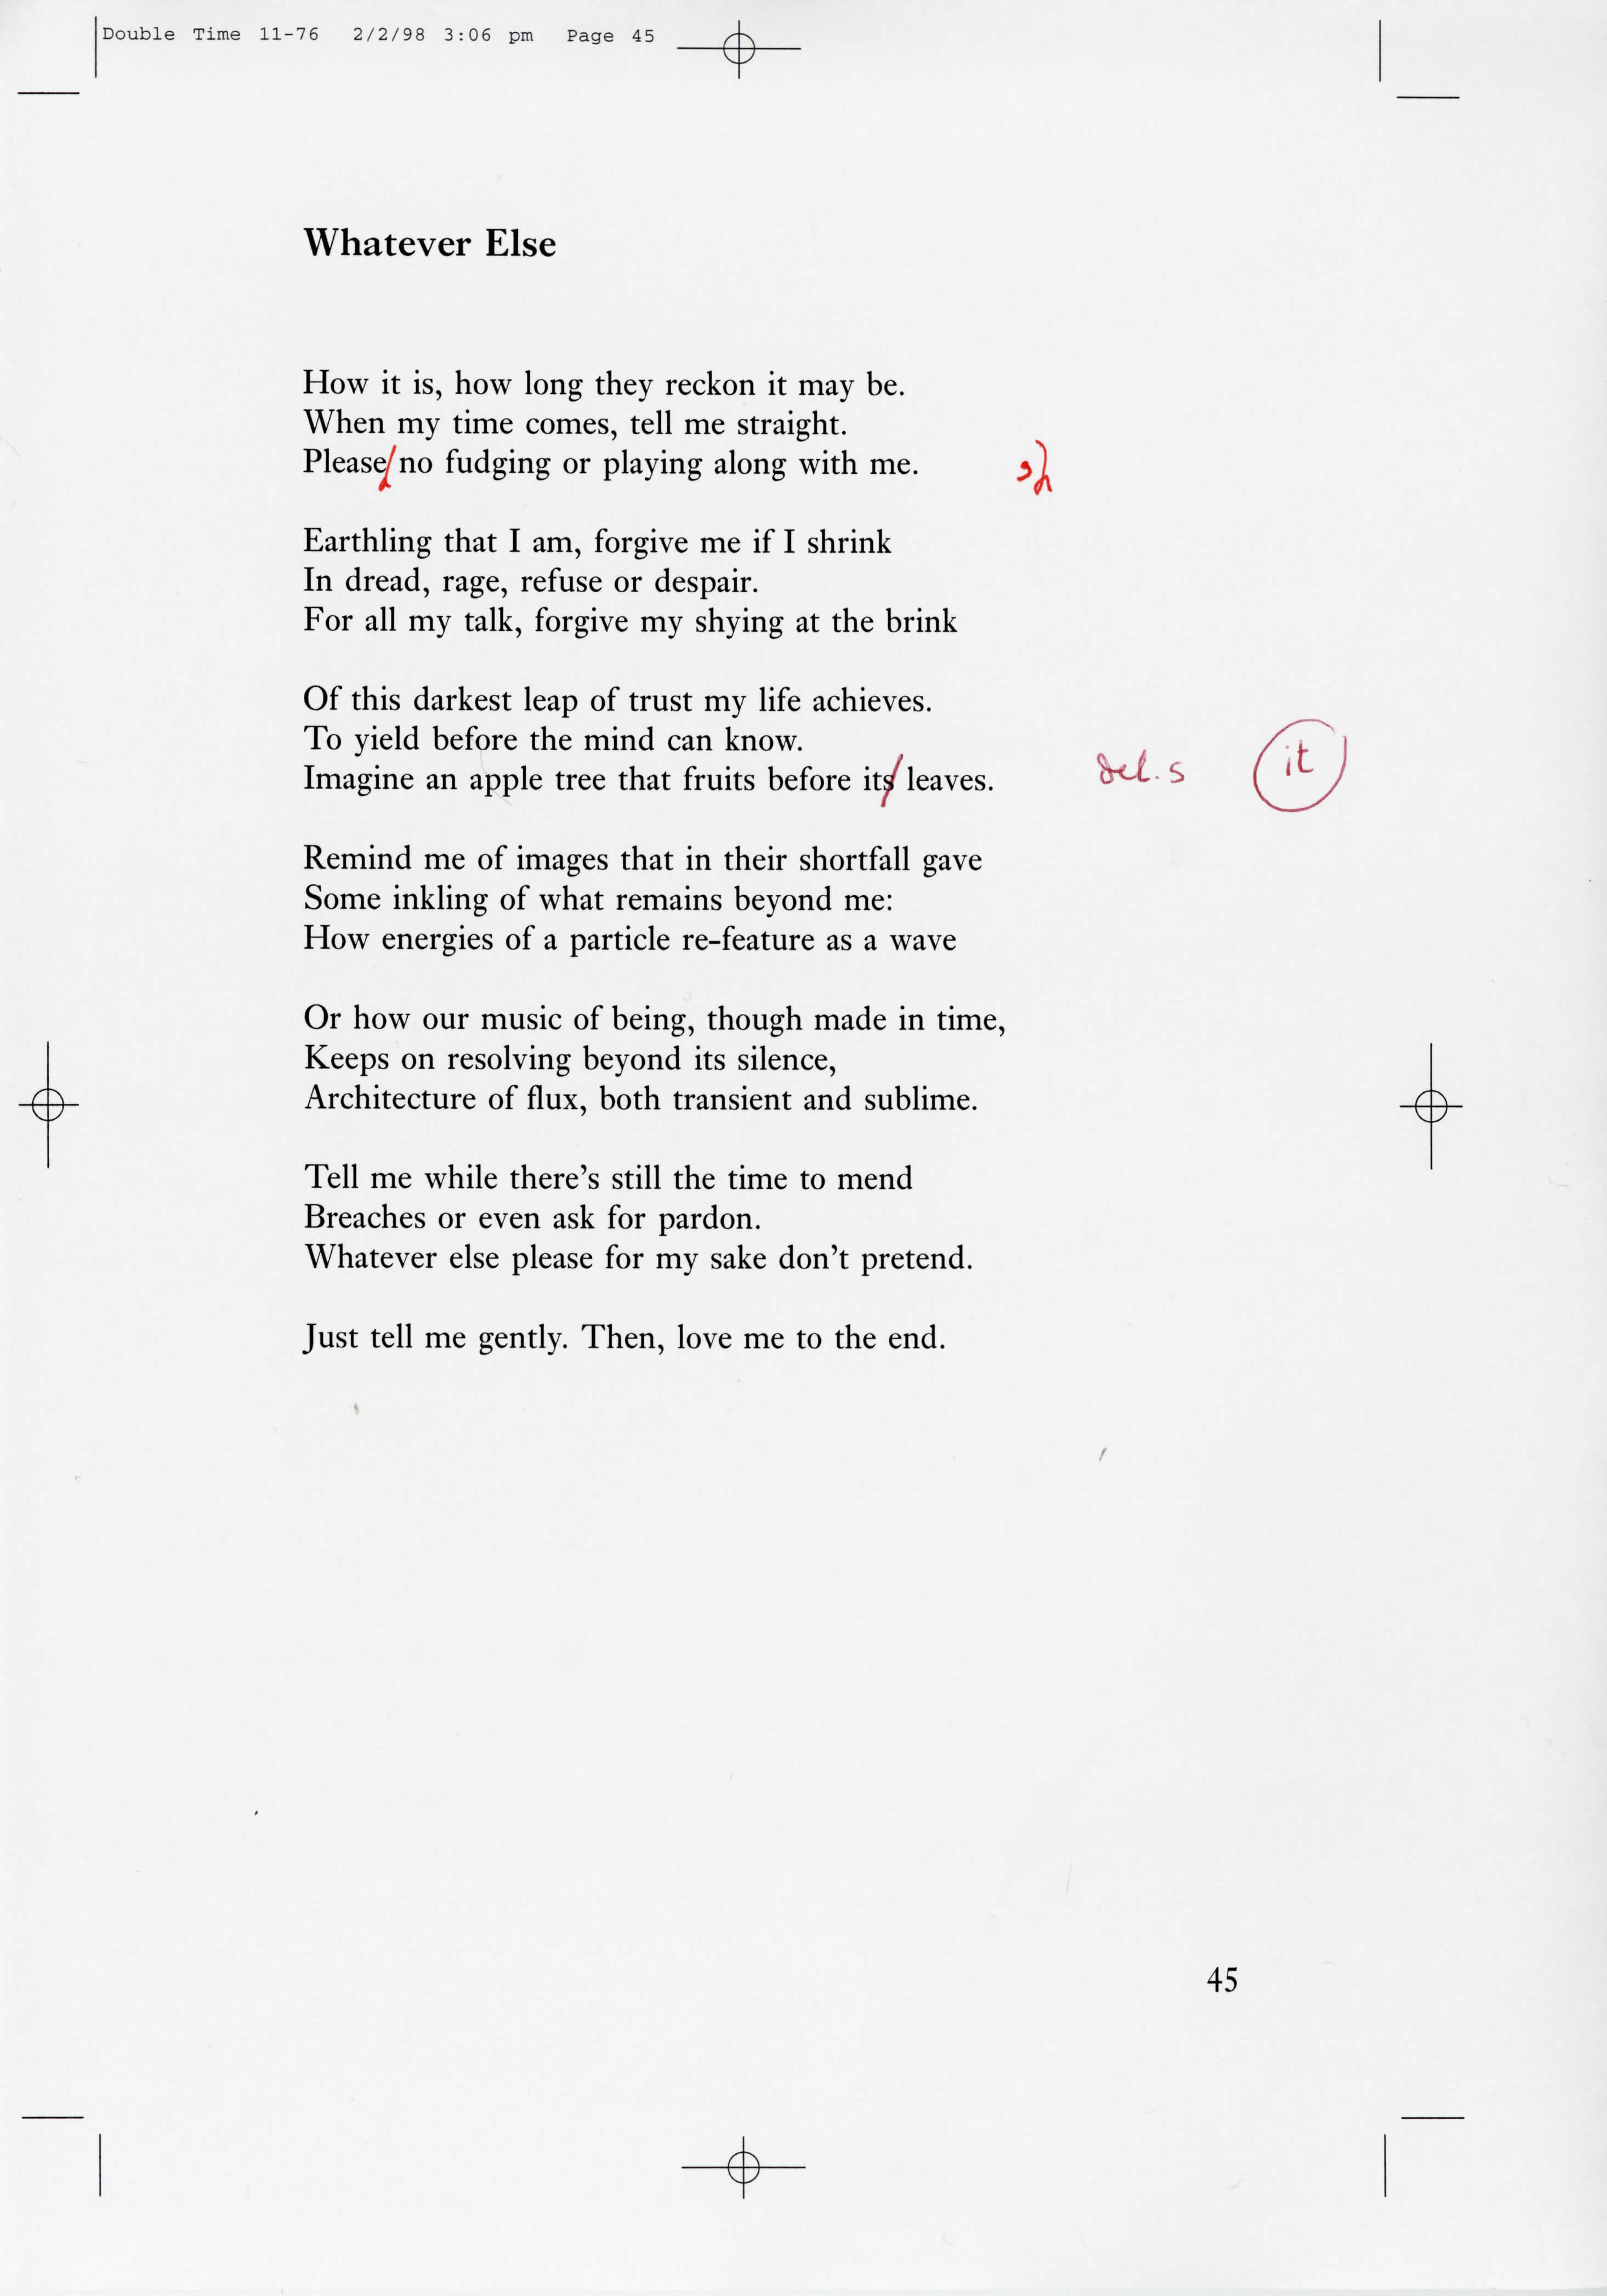 Double Time 11-76 2/2/98 3:06 pm Page 45
Whatever Else
How it is, how long they reckon it may be.
When my time comes, tell me straight.
Please no fudging or playing along with me.
Earthling that I am, forgive me if I shrink
In dread, rage, refuse or despair.
For all my talk, forgive my shying at the brink
Of this darkest leap of trust my life achieves.
To yield before the mind can know.
Imagine an apple tree that fruits before its leaves. del. s it
Remind me of images that in their shortfall gave
Some inkling of what remains beyond me:
How energies of a particle re-feature as a wave
Or how our music of being, though made in time,
Keeps on resolving beyond its silence,
Architecture of flux, both transient and sublime.
Tell me while there's still the time to mend
Breaches or even ask for pardon.
Whatever else please for my sake don't pretend.
Just tell me gently. Then, love me to the end.
45